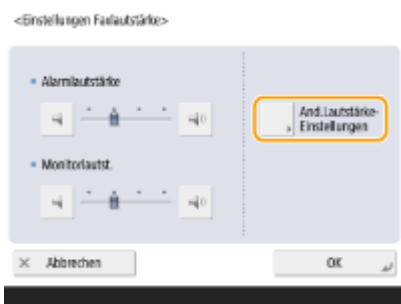 <Einstellungen Faxlautstärke>
Alarmlautstärke
And.Lautstärke-
Einstellungen
Monitorlautst.
Abbrechen
OK